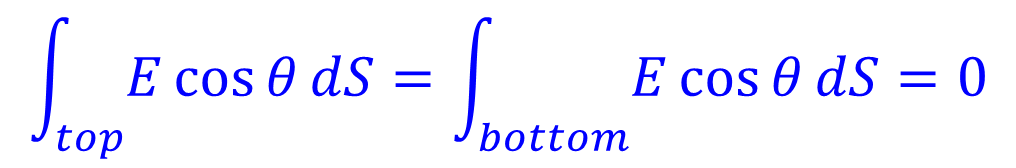 ∫_top E cos θ dS = ∫_bottom E cos θ dS = 0